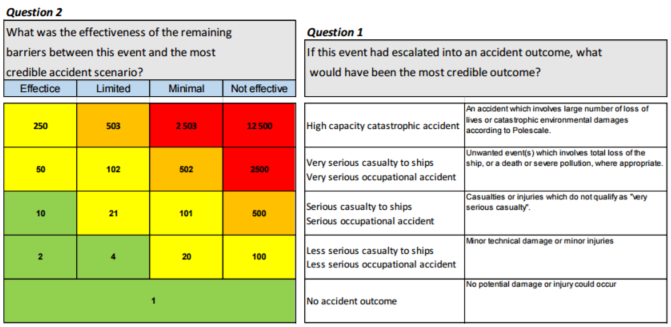 Question 2
What was the effectiveness of the remaining
barriers between this event and the most
credible accident scenario?
Effectice Limited Minimal Not effective
250 503 2 503 12 500
50 102 502 2500
10 21 101 500
2 4 20 100
1
Question 1
If this event had escalated into an accident outcome, what
would have been the most credible outcome?
High capacity catastrophic accident
An accident which involves large number of loss of
lives or catastrophic environmental damages
according to Polescale.
Very serious casualty to ships
Very serious occupational accident
Unwanted event(s) which involves total loss of the
ship, or a death or severe pollution, where appropriate.
Serious casualty to ships
Serious occupational accident
Casualties or injuries which do not qualify as "very
serious casualty".
Less serious casualty to ships
Less serious occupational accident
Minor technical damage or minor injuries
No accident outcome
No potential damage or injury could occur